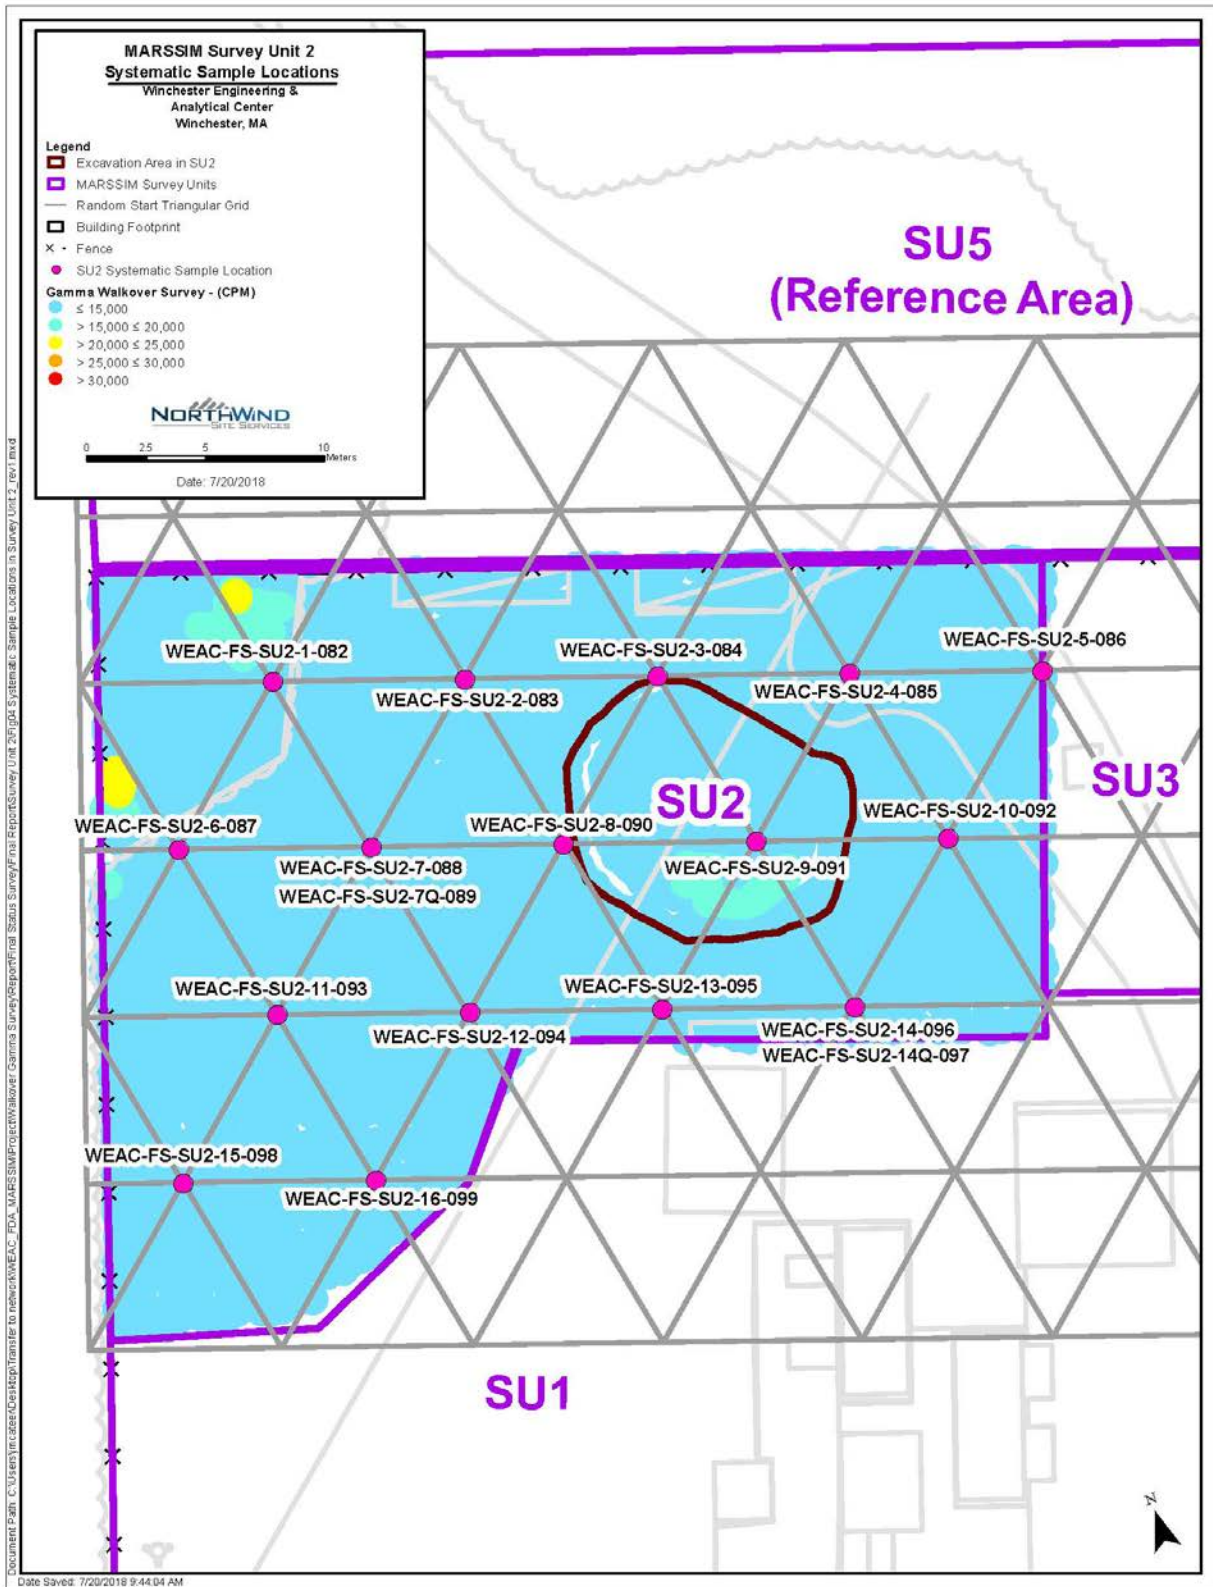 MARSSIM Survey Unit 2
Systematic Sample Locations
Winchester Engineering &
Analytical Center
Winchester, MA
Legend
Excavation Area in SU2
MARSSIM Survey Units
Random Start Triangular Grid
Building Footprint
Fence
SU2 Systematic Sample Location
Gamma Walkover Survey - (CPM)
≤ 15,000
> 15,000 ≤ 20,000
> 20,000 ≤ 25,000
> 25,000 ≤ 30,000
> 30,000
NORTHWIND
SITE SERVICES
0 2.5 5 10
Meters
Date: 7/20/2018
SU5
(Reference Area)
WEAC-FS-SU2-1-082
WEAC-FS-SU2-2-083
WEAC-FS-SU2-3-084
WEAC-FS-SU2-4-085
WEAC-FS-SU2-5-086
SU2
SU3
WEAC-FS-SU2-6-087
WEAC-FS-SU2-7-088
WEAC-FS-SU2-7Q-089
WEAC-FS-SU2-8-090
WEAC-FS-SU2-9-091
WEAC-FS-SU2-10-092
WEAC-FS-SU2-11-093
WEAC-FS-SU2-12-094
WEAC-FS-SU2-13-095
WEAC-FS-SU2-14-096
WEAC-FS-SU2-14Q-097
WEAC-FS-SU2-15-098
WEAC-FS-SU2-16-099
SU1
N
Date Saved: 7/20/2018 9:44:04 AM